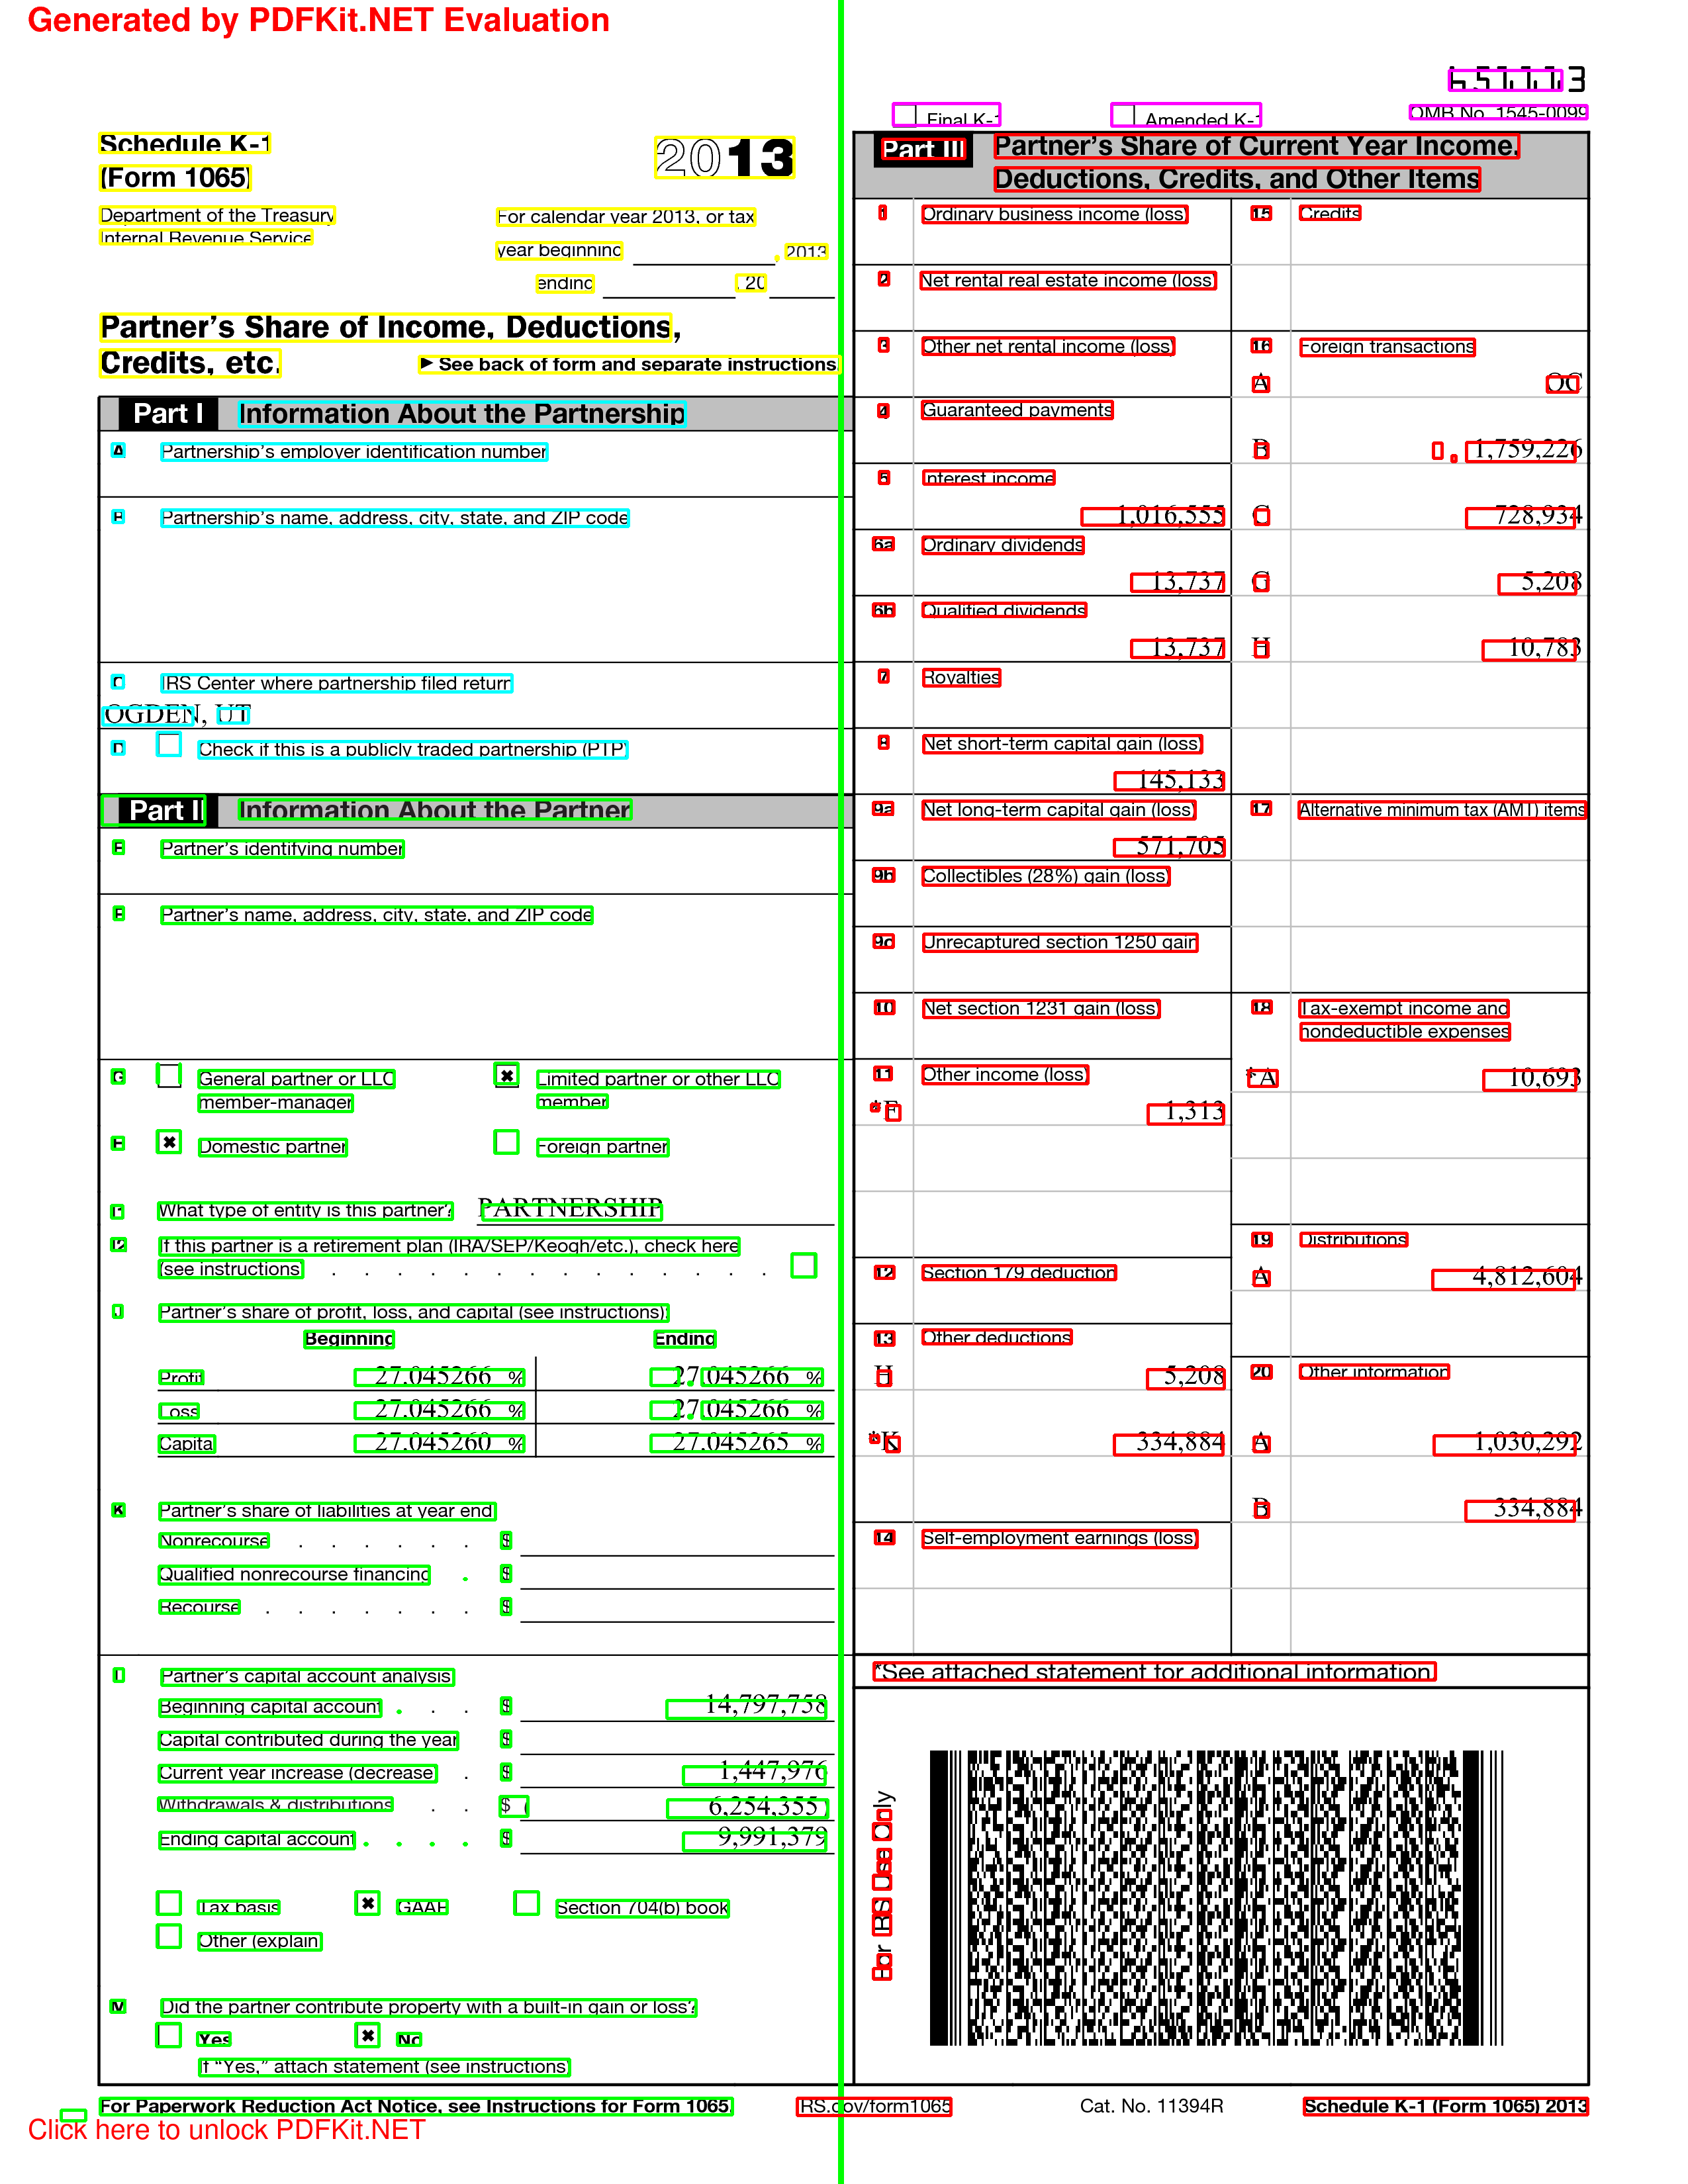 Generated by PDFKit.NET Evaluation
651113
Final K-1 Amended K-1 OMB No. 1545-0099
Schedule K-1
(Form 1065)
2013
Department of the Treasury
Internal Revenue Service
For calendar year 2013, or tax
year beginning , 2013
ending , 20
Partner's Share of Income, Deductions,
Credits, etc.
► See back of form and separate instructions.
Part I Information About the Partnership
A Partnership's employer identification number
B Partnership's name, address, city, state, and ZIP code
C IRS Center where partnership filed return
OGDEN, UT
D Check if this is a publicly traded partnership (PTP)
Part II Information About the Partner
E Partner's identifying number
F Partner's name, address, city, state, and ZIP code
G General partner or LLC
member-manager
✖ Limited partner or other LLC
member
H ✖ Domestic partner Foreign partner
I1 What type of entity is this partner? PARTNERSHIP
I2 If this partner is a retirement plan (IRA/SEP/Keogh/etc.), check here
(see instructions) . . . . . . . . . . . . . .
J Partner's share of profit, loss, and capital (see instructions):
Beginning Ending
Profit 27.045266 % 27.045266 %
Loss 27.045266 % 27.045266 %
Capital 27.045260 % 27.045265 %
K Partner's share of liabilities at year end
Nonrecourse . . . . . . $
Qualified nonrecourse financing . $
Recourse . . . . . . . $
L Partner's capital account analysis
Beginning capital account . . . $ 14,797,758
Capital contributed during the year $
Current year increase (decrease) . $ 1,447,976
Withdrawals & distributions . . $ ( 6,254,355)
Ending capital account . . . . $ 9,991,379
Tax basis ✖ GAAP Section 704(b) book
Other (explain)
M Did the partner contribute property with a built-in gain or loss?
Yes ✖ No
If “Yes,” attach statement (see instructions)
Part III Partner's Share of Current Year Income,
Deductions, Credits, and Other Items
1 Ordinary business income (loss)
2 Net rental real estate income (loss)
3 Other net rental income (loss)
4 Guaranteed payments
5 Interest income
1,016,555
6a Ordinary dividends
13,737
6b Qualified dividends
13,737
7 Royalties
8 Net short-term capital gain (loss)
145,133
9a Net long-term capital gain (loss)
571,705
9b Collectibles (28%) gain (loss)
9c Unrecaptured section 1250 gain
10 Net section 1231 gain (loss)
11 Other income (loss)
*F 1,313
12 Section 179 deduction
13 Other deductions
H 5,208
*K 334,884
14 Self-employment earnings (loss)
15 Credits
16 Foreign transactions
A OC
B 1,759,226
C 728,934
G 5,208
H 10,783
17 Alternative minimum tax (AMT) items
18 Tax-exempt income and
nondeductible expenses
*A 10,693
19 Distributions
A 4,812,604
20 Other information
A 1,030,292
B 334,884
*See attached statement for additional information.
For IRS Use Only
For Paperwork Reduction Act Notice, see Instructions for Form 1065. IRS.gov/form1065 Cat. No. 11394R Schedule K-1 (Form 1065) 2013
Click here to unlock PDFKit.NET